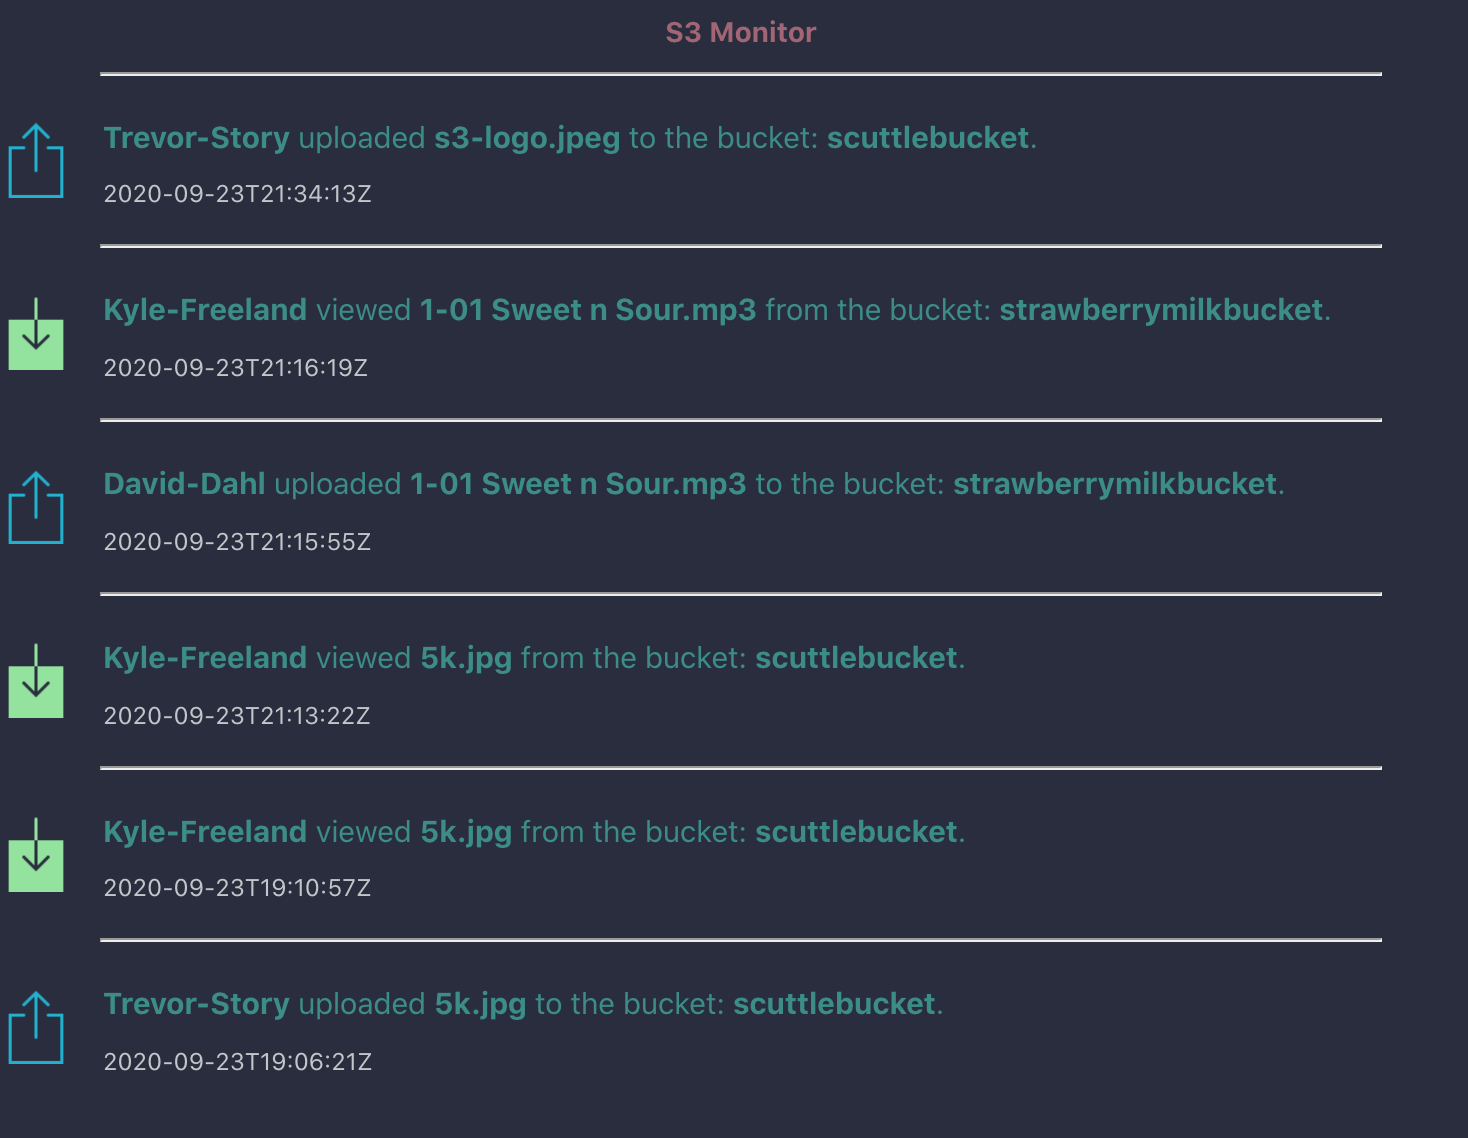 S3 Monitor
Trevor-Story uploaded s3-logo.jpeg to the bucket: scuttlebucket.
2020-09-23T21:34:13Z
Kyle-Freeland viewed 1-01 Sweet n Sour.mp3 from the bucket: strawberrymilkbucket.
2020-09-23T21:16:19Z
David-Dahl uploaded 1-01 Sweet n Sour.mp3 to the bucket: strawberrymilkbucket.
2020-09-23T21:15:55Z
Kyle-Freeland viewed 5k.jpg from the bucket: scuttlebucket.
2020-09-23T21:13:22Z
Kyle-Freeland viewed 5k.jpg from the bucket: scuttlebucket.
2020-09-23T19:10:57Z
Trevor-Story uploaded 5k.jpg to the bucket: scuttlebucket.
2020-09-23T19:06:21Z